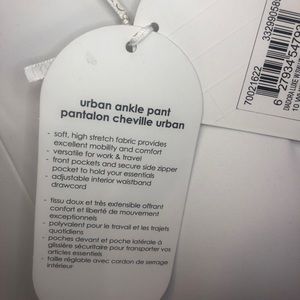 urban ankle pant
pantalon cheville urban
- soft, high stretch fabric provides
excellent mobility and comfort
- versatile for work & travel
- front pockets and secure side zipper
pocket to hold your essentials
- adjustable interior waistband
drawcord
- tissu doux et très extensible offrant
confort et liberté de mouvement
exceptionnels
- polyvalent pour le travail et les trajets
quotidiens
- poches devant et poche latérale à
glissière sécuritaire pour transporter vos
articles essentiels
- taille réglable avec cordon de serrage
intérieur
70021622